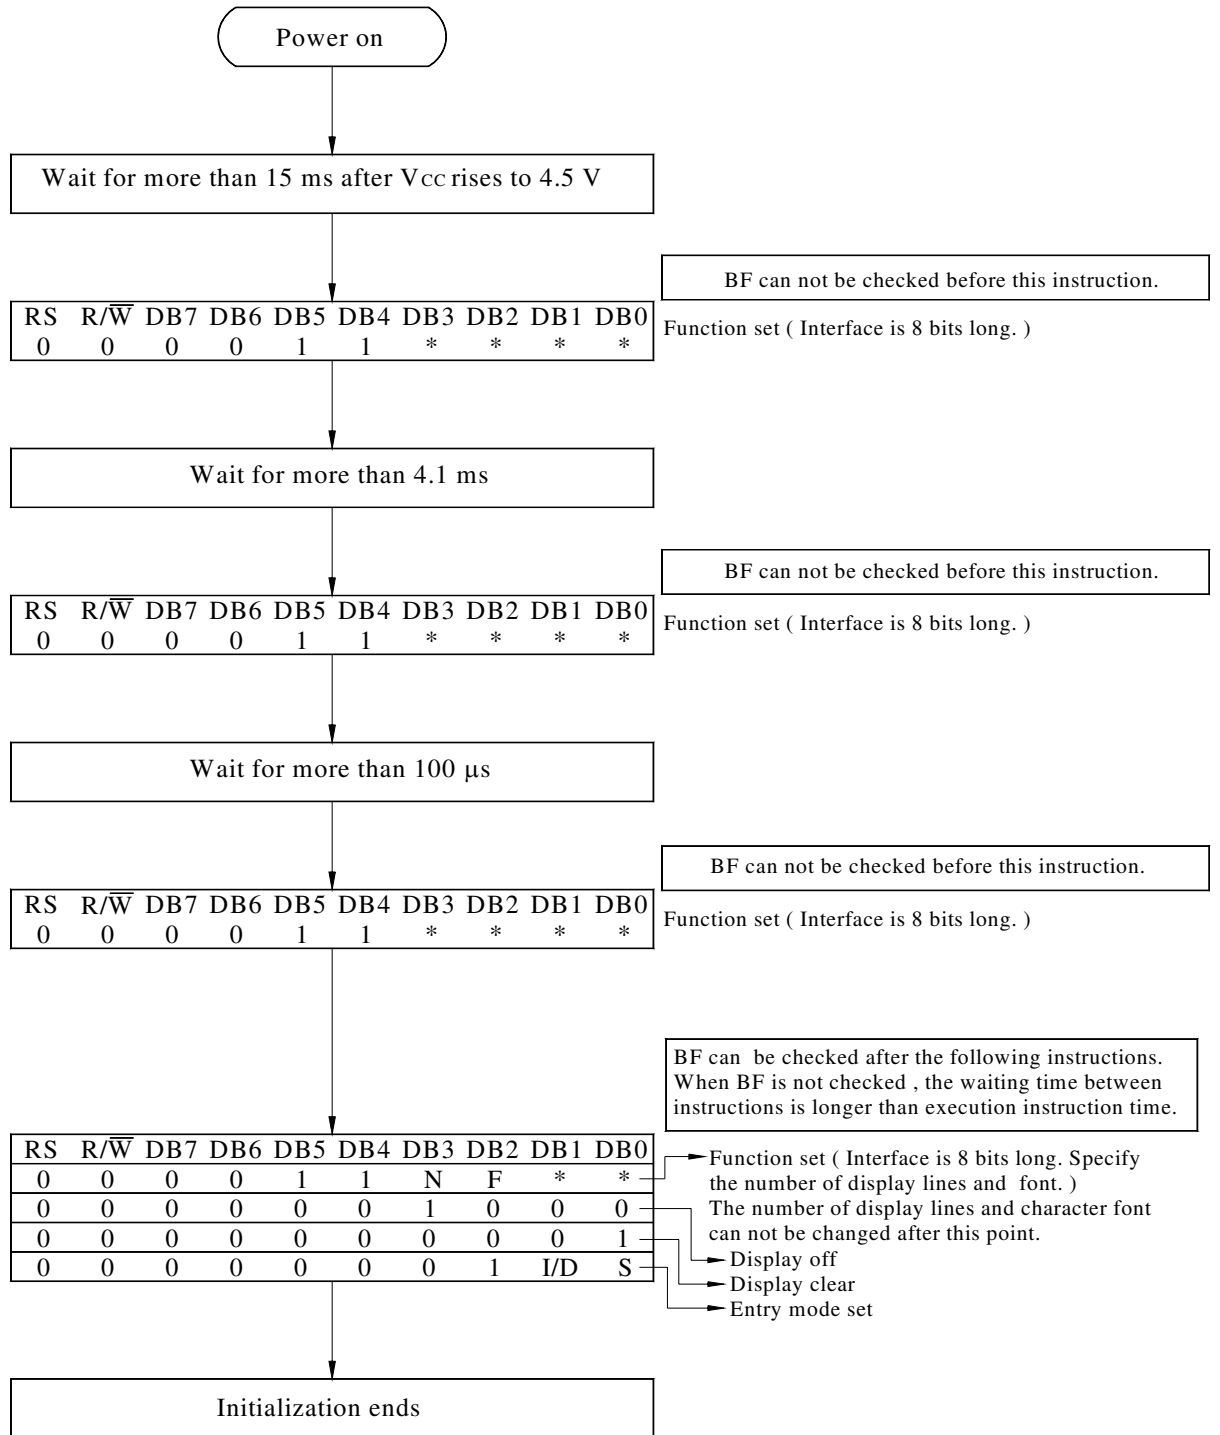 Power on
Wait for more than 15 ms after VCC rises to 4.5 V
BF can not be checked before this instruction.
RS R/W̅ DB7 DB6 DB5 DB4 DB3 DB2 DB1 DB0
0 0 0 0 1 1 * * * *
Function set ( Interface is 8 bits long. )
Wait for more than 4.1 ms
BF can not be checked before this instruction.
RS R/W̅ DB7 DB6 DB5 DB4 DB3 DB2 DB1 DB0
0 0 0 0 1 1 * * * *
Function set ( Interface is 8 bits long. )
Wait for more than 100 µs
BF can not be checked before this instruction.
RS R/W̅ DB7 DB6 DB5 DB4 DB3 DB2 DB1 DB0
0 0 0 0 1 1 * * * *
Function set ( Interface is 8 bits long. )
BF can be checked after the following instructions.
When BF is not checked , the waiting time between
instructions is longer than execution instruction time.
RS R/W̅ DB7 DB6 DB5 DB4 DB3 DB2 DB1 DB0
0 0 0 0 1 1 N F * *
0 0 0 0 0 0 1 0 0 0
0 0 0 0 0 0 0 0 0 1
0 0 0 0 0 0 0 1 I/D S
Function set ( Interface is 8 bits long. Specify
the number of display lines and font. )
The number of display lines and character font
can not be changed after this point.
Display off
Display clear
Entry mode set
Initialization ends